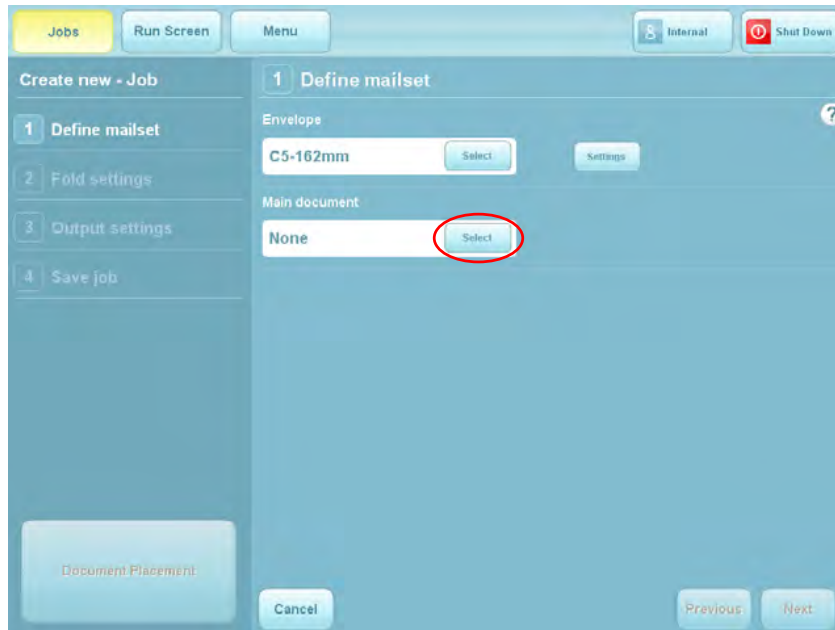 Jobs
Run Screen
Menu
Internal
Shut Down
Create new - Job
1 Define mailset
2 Fold settings
3 Output settings
4 Save job
Document Placement
1 Define mailset
?
Envelope
C5-162mm
Select
Settings
Main document
None
Select
Cancel
Previous
Next